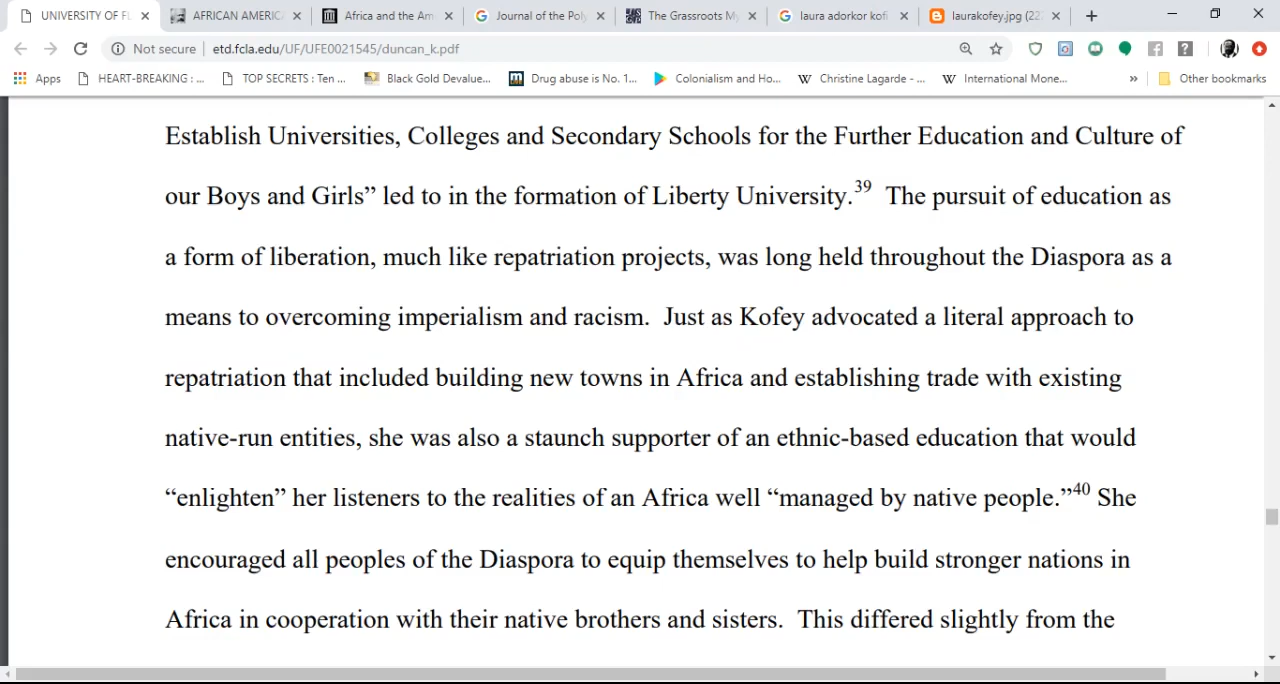 UNIVERSITY OF FL
AFRICAN AMERIC
Africa and the Am
Journal of the Pol
The Grassroots M
laura adorkor kof
laurakofey.jpg (22
Not secure | etd.fcla.edu/UF/UFE0021545/duncan_k.pdf
Apps
HEART-BREAKING : ...
TOP SECRETS : Ten ...
Black Gold Devalue...
Drug abuse is No. 1...
Colonialism and Ho...
Christine Lagarde - ...
International Mone...
»
Other bookmarks
Establish Universities, Colleges and Secondary Schools for the Further Education and Culture of
our Boys and Girls” led to in the formation of Liberty University.39 The pursuit of education as
a form of liberation, much like repatriation projects, was long held throughout the Diaspora as a
means to overcoming imperialism and racism. Just as Kofey advocated a literal approach to
repatriation that included building new towns in Africa and establishing trade with existing
native-run entities, she was also a staunch supporter of an ethnic-based education that would
“enlighten” her listeners to the realities of an Africa well “managed by native people.”40 She
encouraged all peoples of the Diaspora to equip themselves to help build stronger nations in
Africa in cooperation with their native brothers and sisters. This differed slightly from the